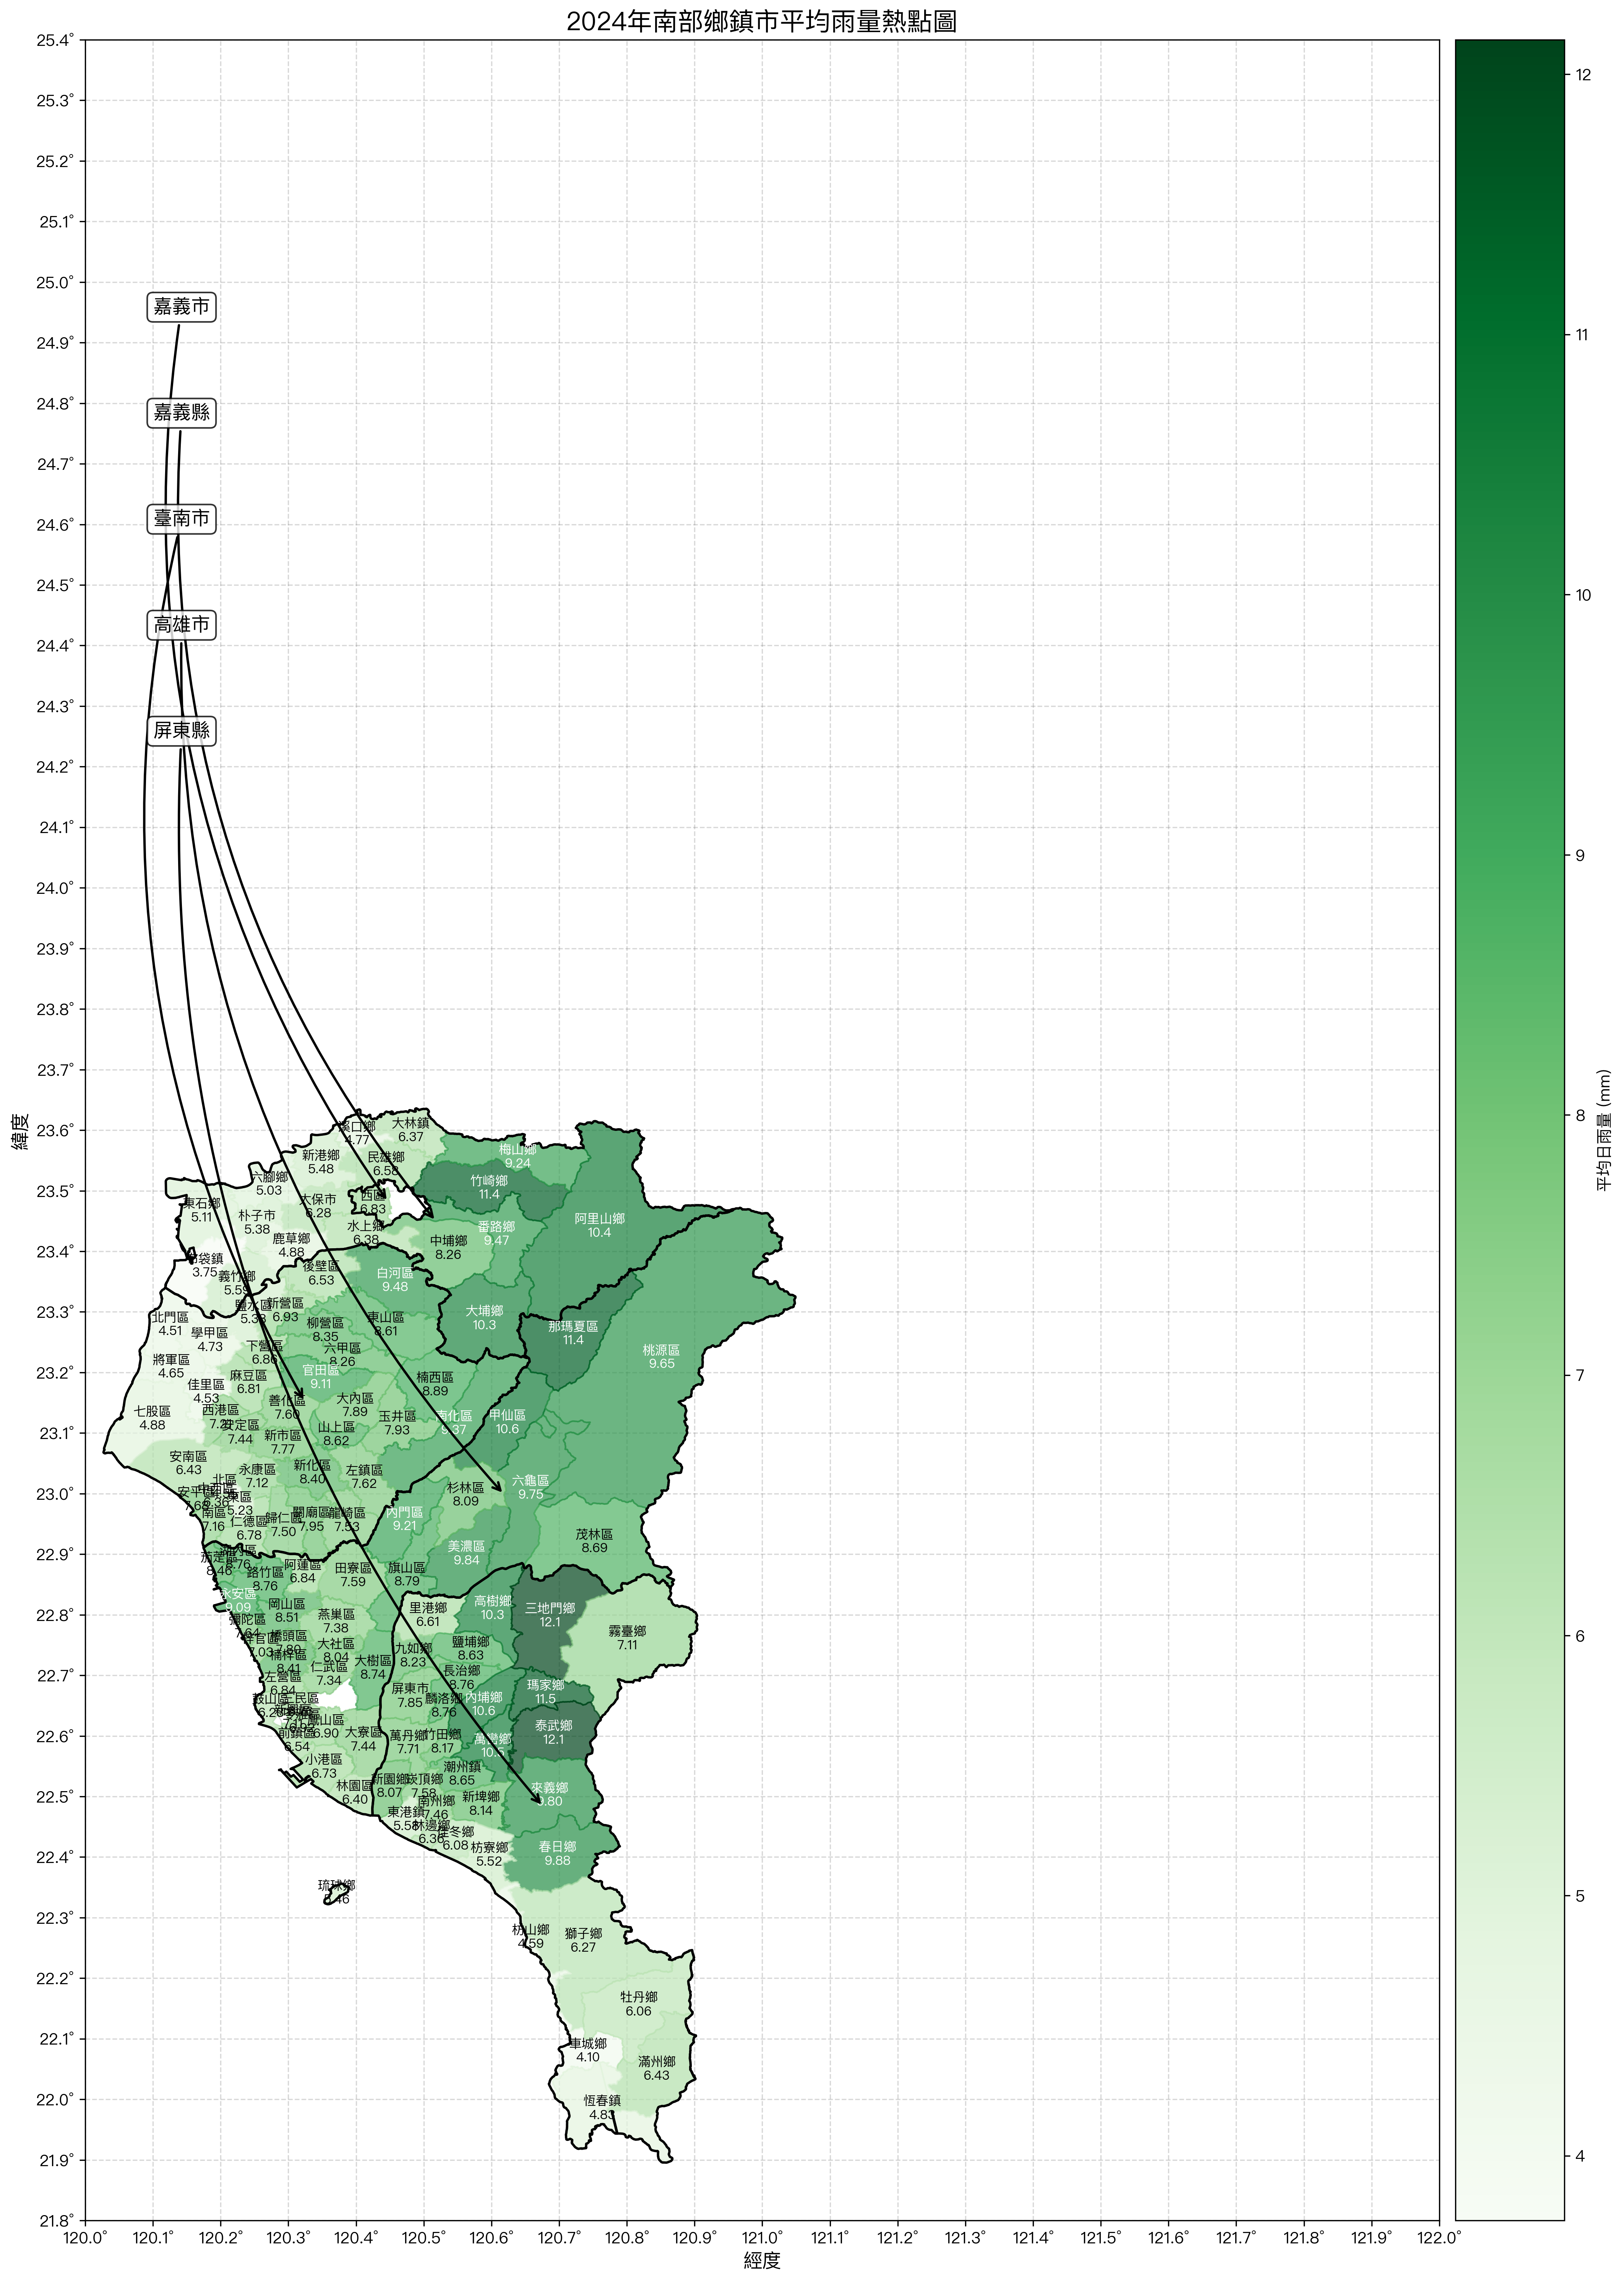 2024年南部鄉鎮市平均雨量熱點圖
25.4°
25.3°
25.2°
25.1°
25.0°
24.9°
24.8°
24.7°
24.6°
24.5°
24.4°
24.3°
24.2°
24.1°
24.0°
23.9°
23.8°
23.7°
23.6°
23.5°
23.4°
23.3°
23.2°
23.1°
23.0°
22.9°
22.8°
22.7°
22.6°
22.5°
22.4°
22.3°
22.2°
22.1°
22.0°
21.9°
21.8°
緯度
嘉義市
嘉義縣
臺南市
高雄市
屏東縣
溪口鄉
4.77
大林鎮
6.37
新港鄉
5.48
民雄鄉
6.58
梅山鄉
9.24
竹崎鄉
11.4
六腳鄉
5.03
東石鄉
5.11
朴子市
5.38
太保市
6.28
西區
6.83
水上鄉
6.38
鹿草鄉
4.88
中埔鄉
8.26
番路鄉
9.47
阿里山鄉
10.4
布袋鎮
3.75
義竹鄉
5.59
後壁區
6.53
白河區
9.48
大埔鄉
10.3
那瑪夏區
11.4
桃源區
9.65
北門區
4.51
學甲區
4.73
鹽水區
5.38
新營區
6.93
柳營區
8.35
東山區
8.61
下營區
6.86
六甲區
8.26
將軍區
4.65
佳里區
4.53
麻豆區
6.81
官田區
9.11
楠西區
8.89
七股區
4.88
西港區
安定區
7.44
善化區
7.60
大內區
7.89
玉井區
7.93
南化區
9.37
甲仙區
10.6
新市區
7.77
山上區
8.62
安南區
6.43
永康區
7.12
新化區
8.40
左鎮區
7.62
杉林區
8.09
六龜區
9.75
北區
安平區
東區
5.23
南區
7.16
仁德區
6.78
歸仁區
7.50
關廟區
7.95
龍崎區
7.53
內門區
9.21
美濃區
9.84
茂林區
8.69
茄萣區
8.46
8.76
路竹區
8.76
阿蓮區
6.84
田寮區
7.59
旗山區
8.79
永安區
9.09
岡山區
8.51
彌陀區
7.64
燕巢區
7.38
里港鄉
6.61
高樹鄉
10.3
三地門鄉
12.1
霧臺鄉
7.11
7.03
橋頭區
7.80
楠梓區
8.41
大社區
8.04
仁武區
7.34
大樹區
8.74
九如鄉
8.23
鹽埔鄉
8.63
長治鄉
8.76
左營區
6.84
鼓山區
三民區
鳳山區
6.90
前鎮區
6.54
大寮區
7.44
屏東市
7.85
麟洛鄉
8.76
內埔鄉
10.6
瑪家鄉
11.5
泰武鄉
12.1
萬丹鄉
7.71
竹田鄉
8.17
萬巒鄉
小港區
6.73
林園區
6.40
新園鄉
8.07
崁頂鄉
7.58
潮州鎮
8.65
來義鄉
9.80
南州鄉
7.46
新埤鄉
8.14
東港鎮
5.58
林邊鄉
6.36
佳冬鄉
6.08
枋寮鄉
5.52
春日鄉
9.88
琉球鄉
枋山鄉
4.59
獅子鄉
6.27
牡丹鄉
6.06
車城鄉
4.10
滿州鄉
6.43
恆春鎮
4.83
120.0°
120.1°
120.2°
120.3°
120.4°
120.5°
120.6°
120.7°
120.8°
120.9°
121.0°
121.1°
121.2°
121.3°
121.4°
121.5°
121.6°
121.7°
121.8°
121.9°
122.0°
經度
12
11
10
9
8
7
6
5
4
平均日雨量 (mm)